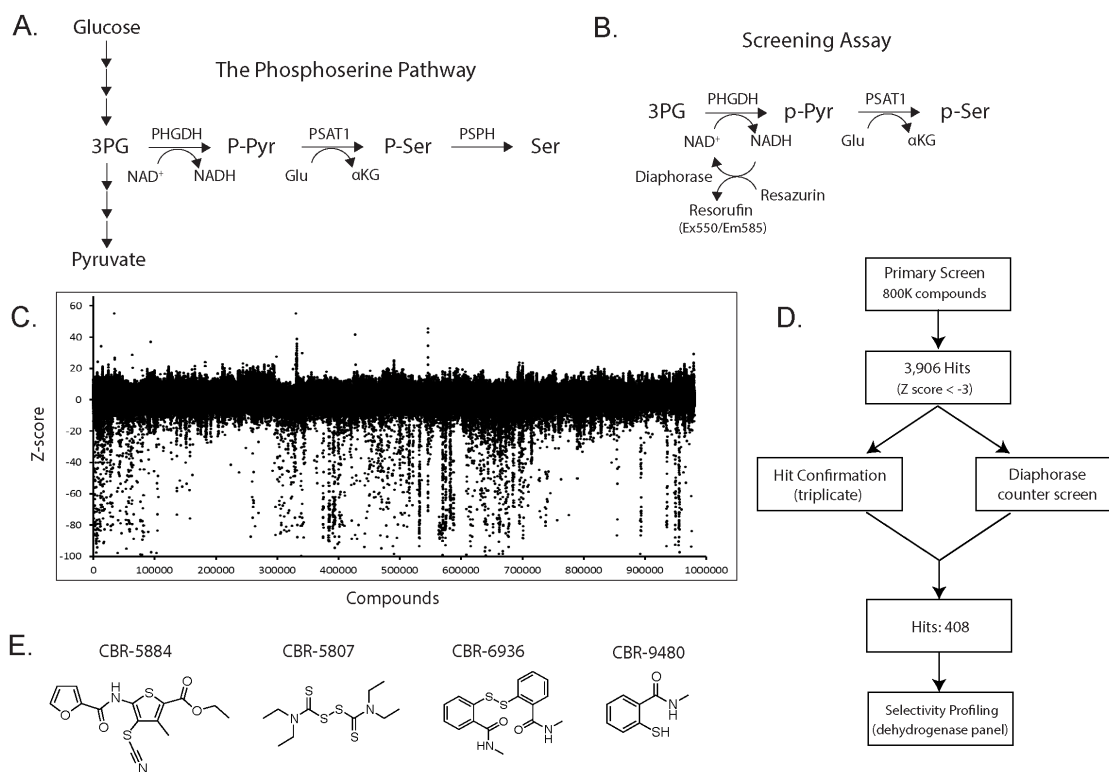 A.
Glucose
The Phosphoserine Pathway
3PG
PHGDH
NAD+
NADH
P-Pyr
PSAT1
Glu
αKG
P-Ser
PSPH
Ser
Pyruvate
B.
Screening Assay
3PG
PHGDH
NAD+
NADH
p-Pyr
PSAT1
Glu
αKG
p-Ser
Diaphorase
Resazurin
Resorufin
(Ex550/Em585)
C.
Z-score
60
40
20
0
-20
-40
-60
-80
-100
0 100000 200000 300000 400000 500000 600000 700000 800000 900000 1000000
Compounds
D.
Primary Screen
800K compounds
3,906 Hits
(Z score < -3)
Hit Confirmation
(triplicate)
Diaphorase
counter screen
Hits: 408
Selectivity Profiling
(dehydrogenase panel)
E.
CBR-5884
H
N
S
O
O
O
O
S
N
CBR-5807
S
N
S
S
N
S
CBR-6936
S
S
O
O
N
H
N
H
CBR-9480
O
N
H
SH